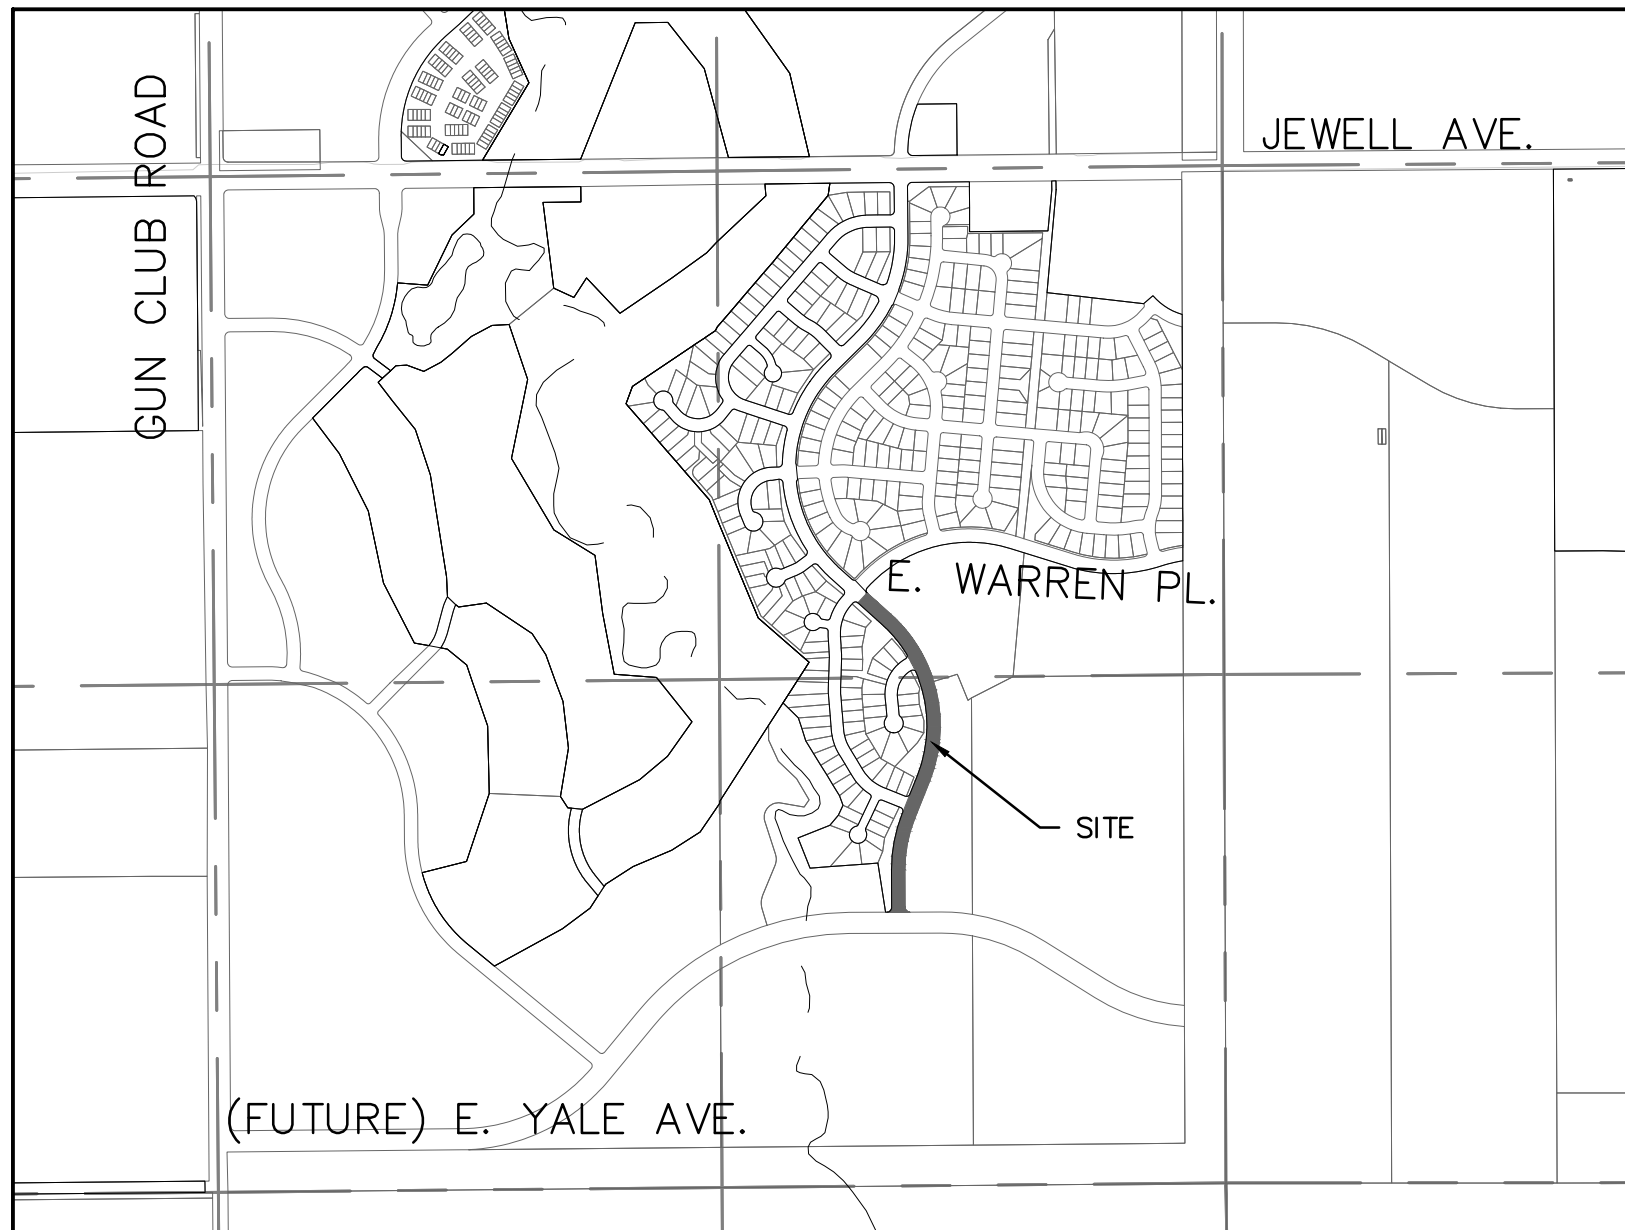 JEWELL AVE.
GUN CLUB ROAD
E. WARREN PL.
SITE
(FUTURE) E. YALE AVE.